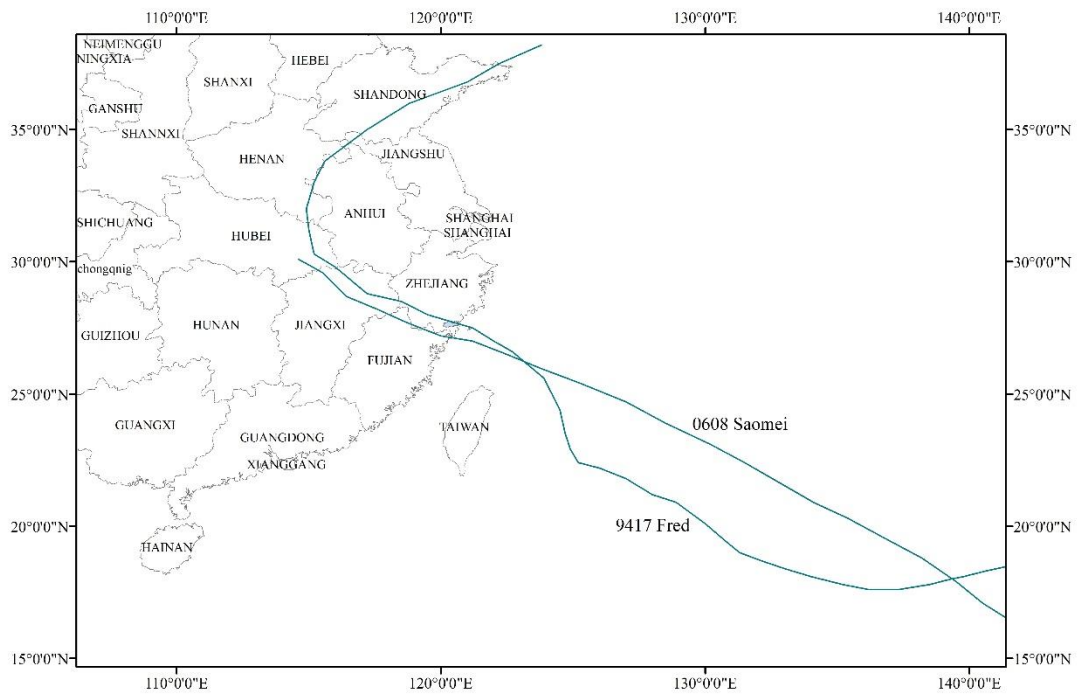 110°0'0"E 120°0'0"E 130°0'0"E 140°0'0"E
NEIMENGGU
NINGXIA
HEBEI
SHANXI
SHANDONG
GANSHU
35°0'0"N
SHANNXI
35°0'0"N
HENAN
JIANGSHU
SHICHUANG
ANHUI
SHANGHAI
SHANGHAI
HUBEI
30°0'0"N
chongqnig
30°0'0"N
ZHEJIANG
GUIZHOU
HUNAN
JIANGXI
FUJIAN
25°0'0"N
25°0'0"N
GUANGXI
GUANGDONG
TAIWAN
0608 Saomei
XIANGGANG
20°0'0"N
HAINAN
9417 Fred
20°0'0"N
15°0'0"N
15°0'0"N
110°0'0"E 120°0'0"E 130°0'0"E 140°0'0"E